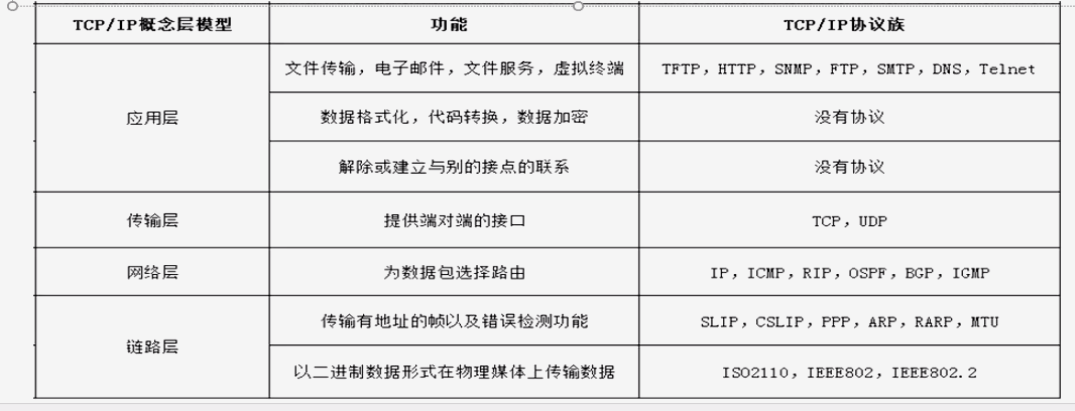 TCP/IP概念层模型 功能 TCP/IP协议族
文件传输，电子邮件，文件服务，虚拟终端 TFTP，HTTP，SNMP，FTP，SMTP，DNS，Telnet
应用层 数据格式化，代码转换，数据加密 没有协议
解除或建立与别的接点的联系 没有协议
传输层 提供端对端的接口 TCP，UDP
网络层 为数据包选择路由 IP，ICMP，RIP，OSPF，BGP，IGMP
传输有地址的帧以及错误检测功能 SLIP，CSLIP，PPP，ARP，RARP，MTU
链路层
以二进制数据形式在物理媒体上传输数据 ISO2110，IEEE802，IEEE802.2